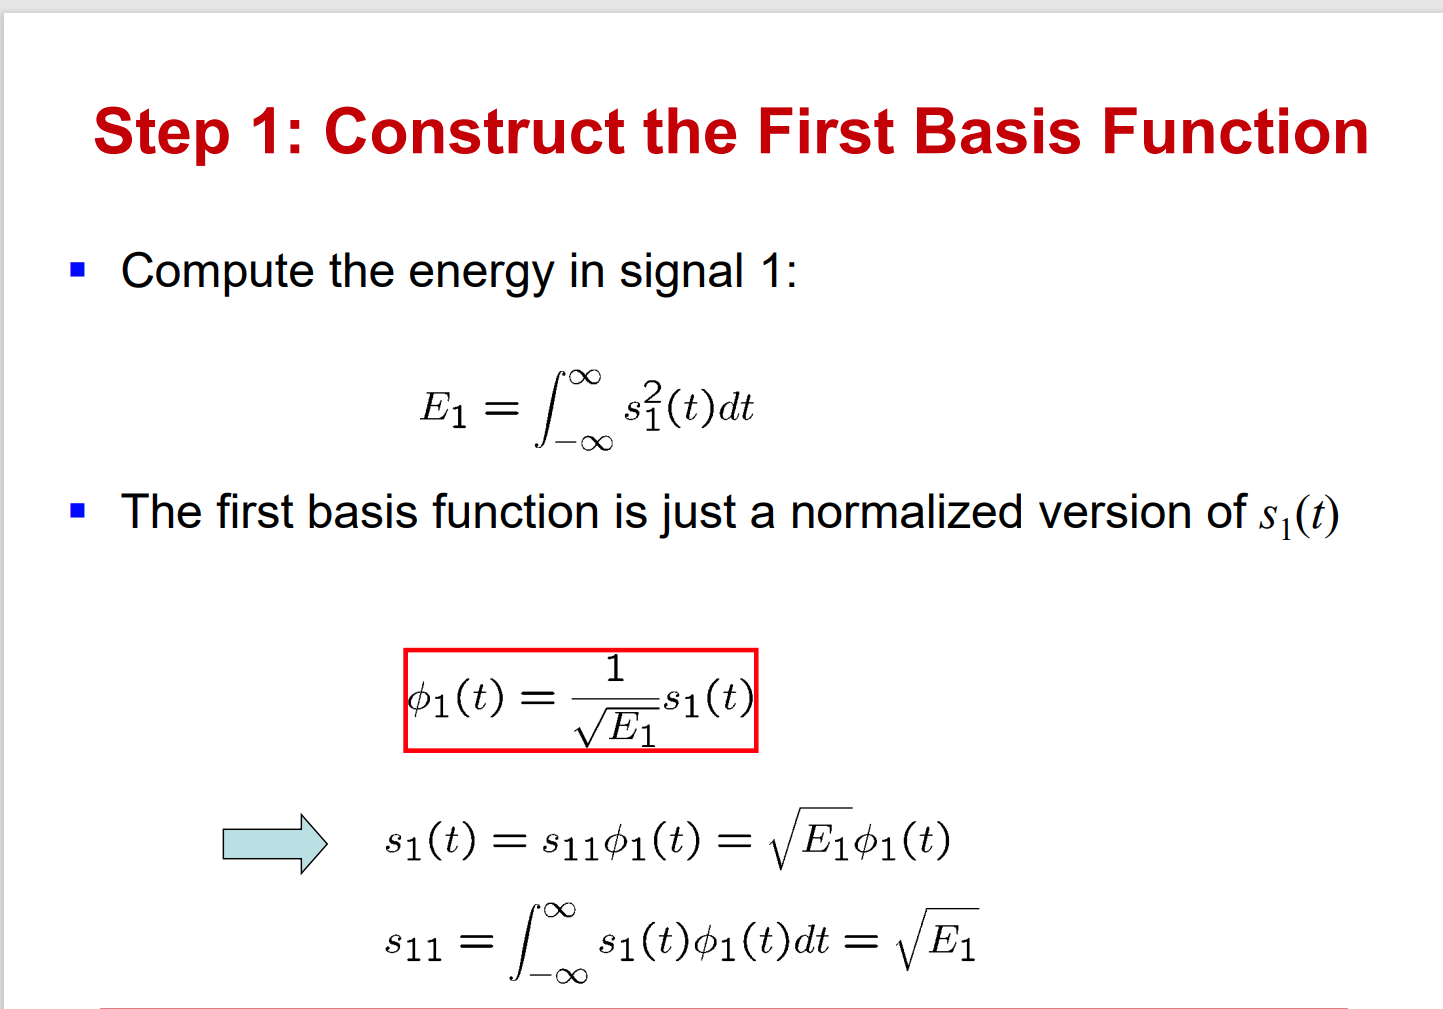 Step 1: Construct the First Basis Function
▪ Compute the energy in signal 1:
$E_1 = \int_{-\infty}^{\infty} s_1^2(t)dt$
▪ The first basis function is just a normalized version of $s_1(t)$
$\phi_1(t) = \frac{1}{\sqrt{E_1}} s_1(t)$
$s_1(t) = s_{11}\phi_1(t) = \sqrt{E_1}\phi_1(t)$
$s_{11} = \int_{-\infty}^{\infty} s_1(t)\phi_1(t)dt = \sqrt{E_1}$